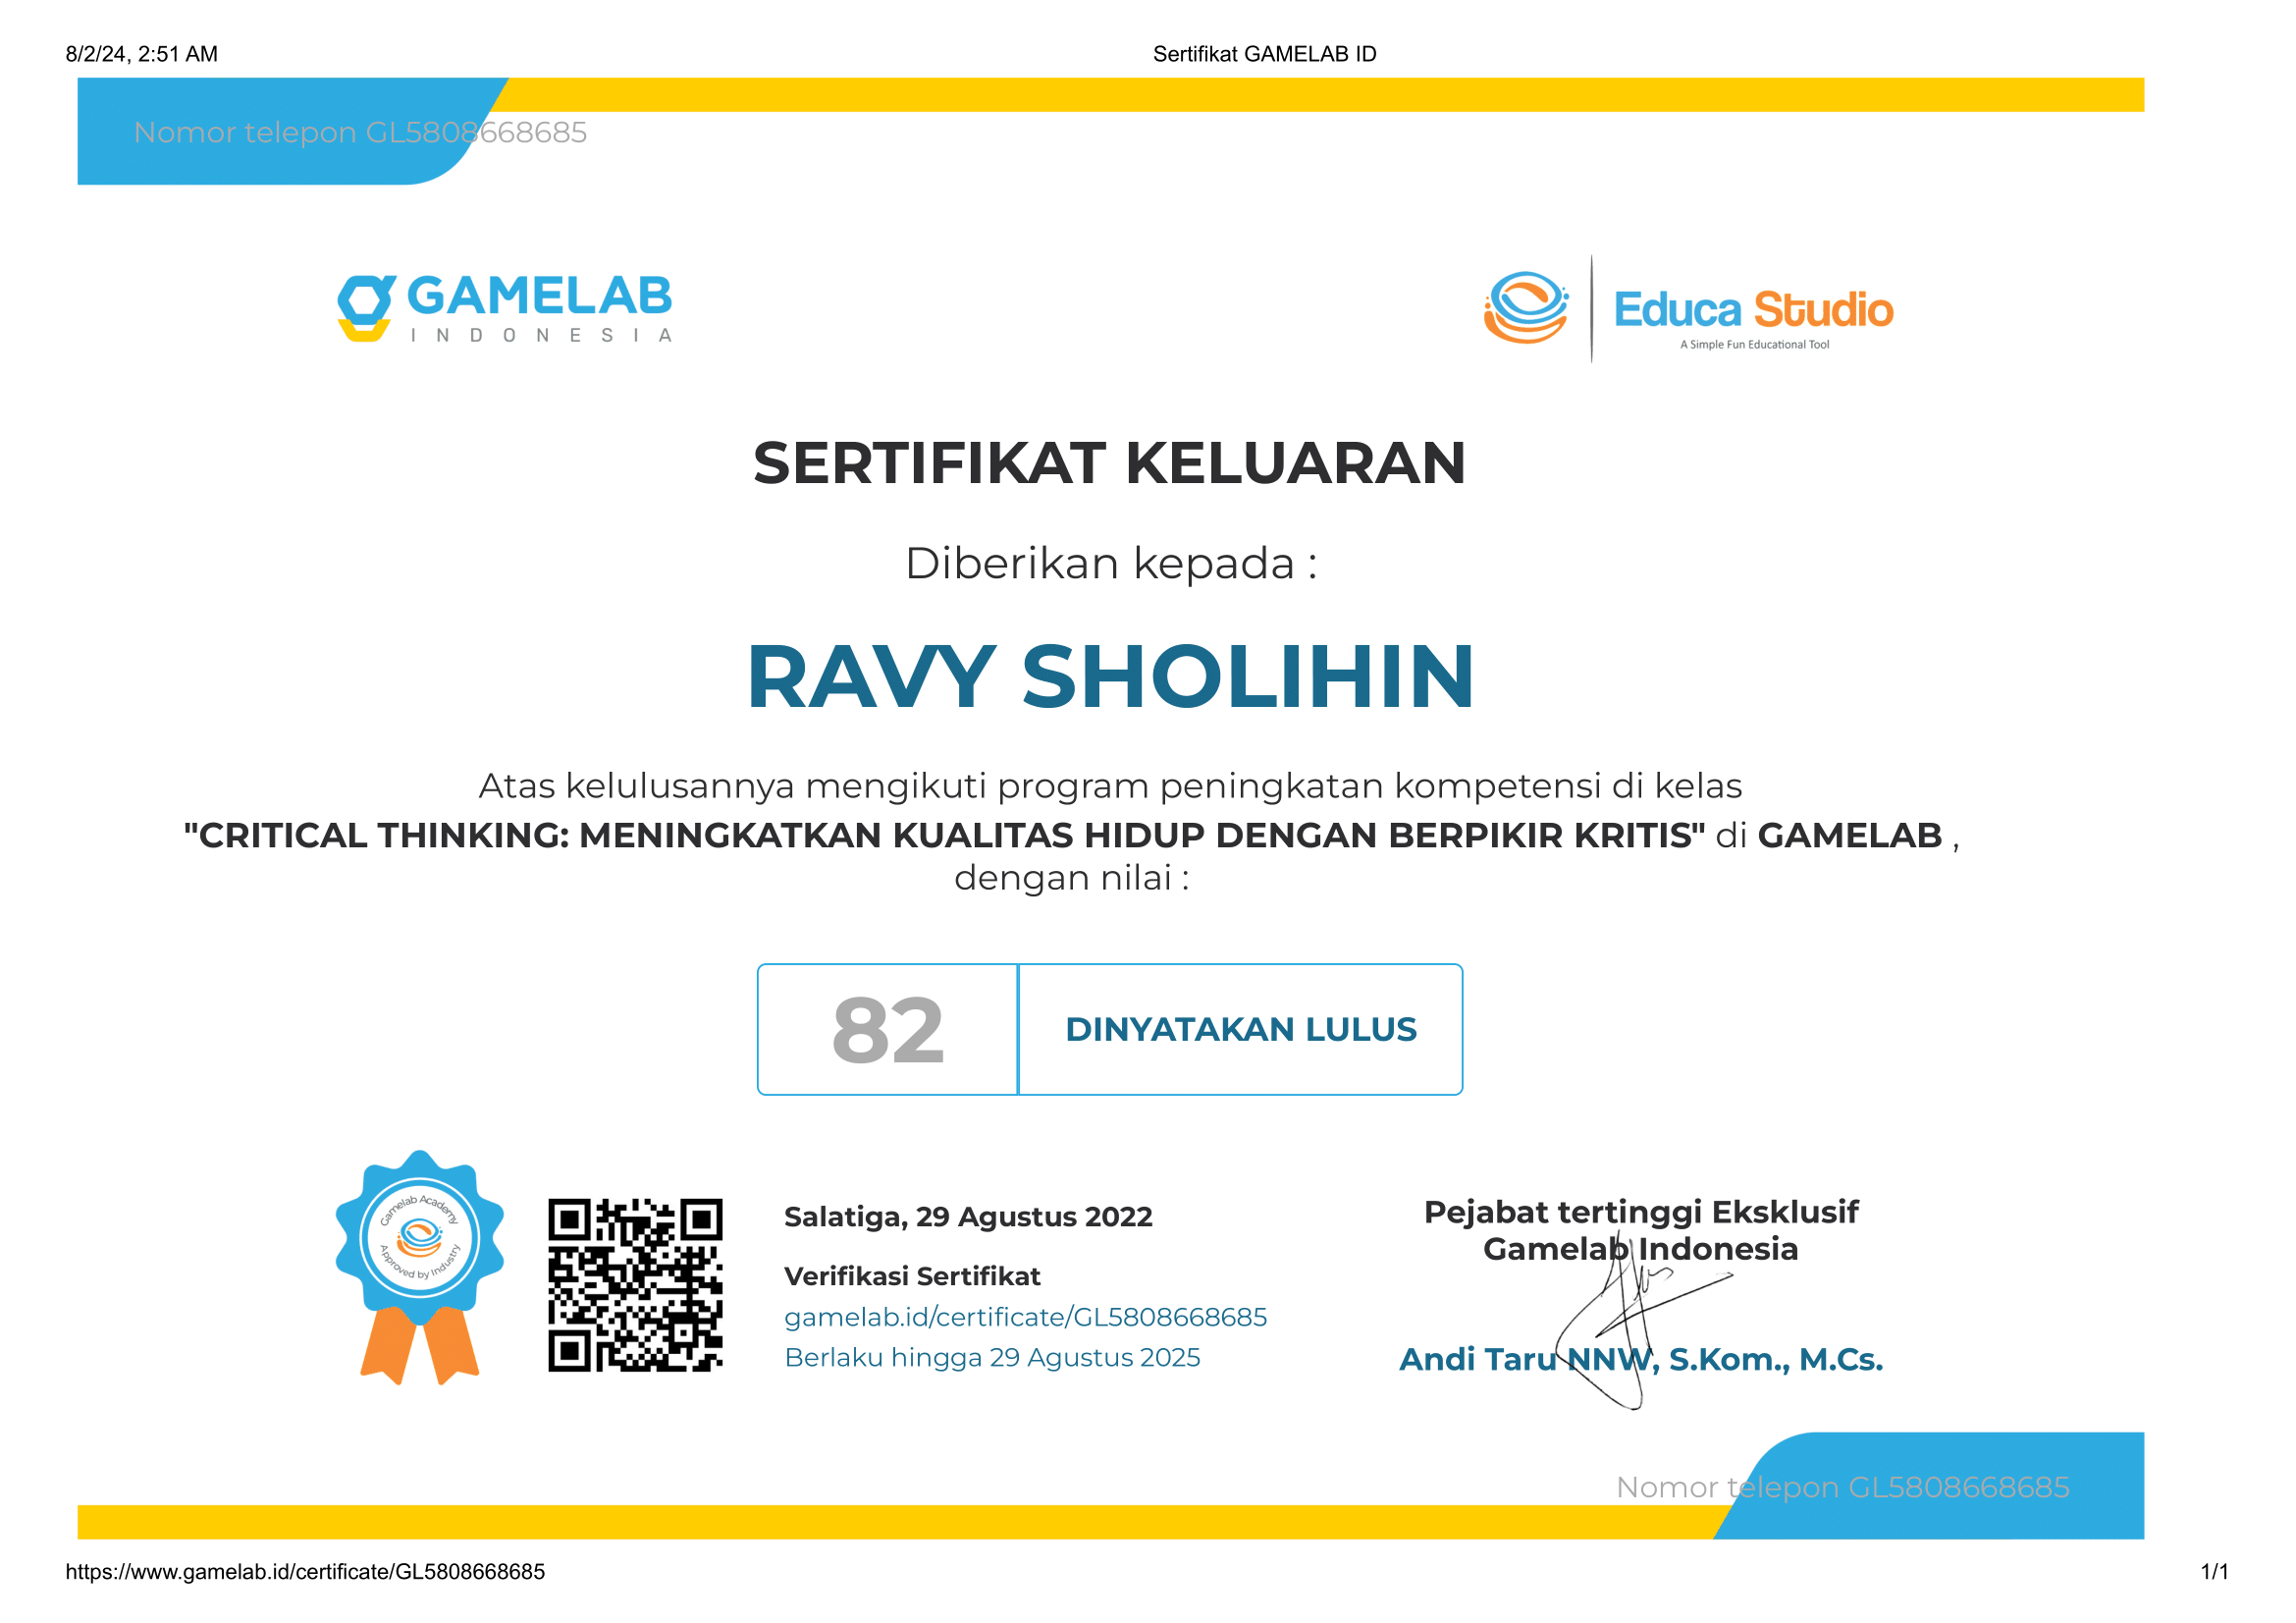 8/2/24, 2:51 AM
Sertifikat GAMELAB ID
Nomor telepon GL5808668685
GAMELAB
INDONESIA
Educa Studio
A Simple Fun Educational Tool
SERTIFIKAT KELUARAN
Diberikan kepada :
RAVY SHOLIHIN
Atas kelulusannya mengikuti program peningkatan kompetensi di kelas
"CRITICAL THINKING: MENINGKATKAN KUALITAS HIDUP DENGAN BERPIKIR KRITIS" di GAMELAB ,
dengan nilai :
82
DINYATAKAN LULUS
Gamelab Academy
Approved by Industry
Salatiga, 29 Agustus 2022
Verifikasi Sertifikat
gamelab.id/certificate/GL5808668685
Berlaku hingga 29 Agustus 2025
Pejabat tertinggi Eksklusif
Gamelab Indonesia
Andi Taru NNW, S.Kom., M.Cs.
Nomor telepon GL5808668685
https://www.gamelab.id/certificate/GL5808668685
1/1